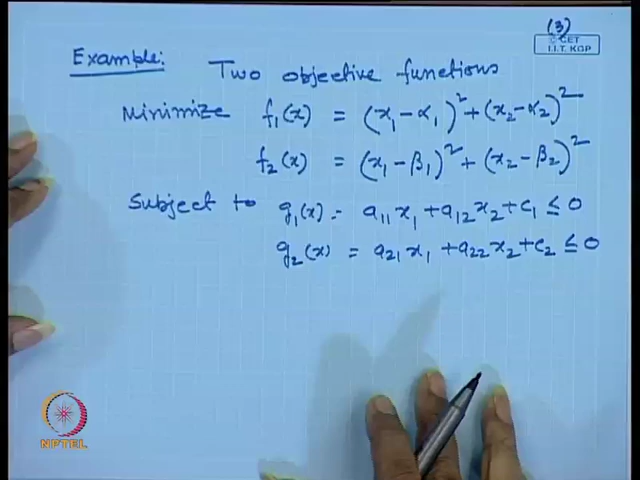 (3)
© CET
I.I.T. KGP
Example: Two objective functions
Minimize f₁(x) = (x₁ - α₁)² + (x₂ - α₂)²
f₂(x) = (x₁ - β₁)² + (x₂ - β₂)²
Subject to g₁(x) = a₁₁ x₁ + a₁₂ x₂ + c₁ ≤ 0
g₂(x) = a₂₁ x₁ + a₂₂ x₂ + c₂ ≤ 0
NPTEL